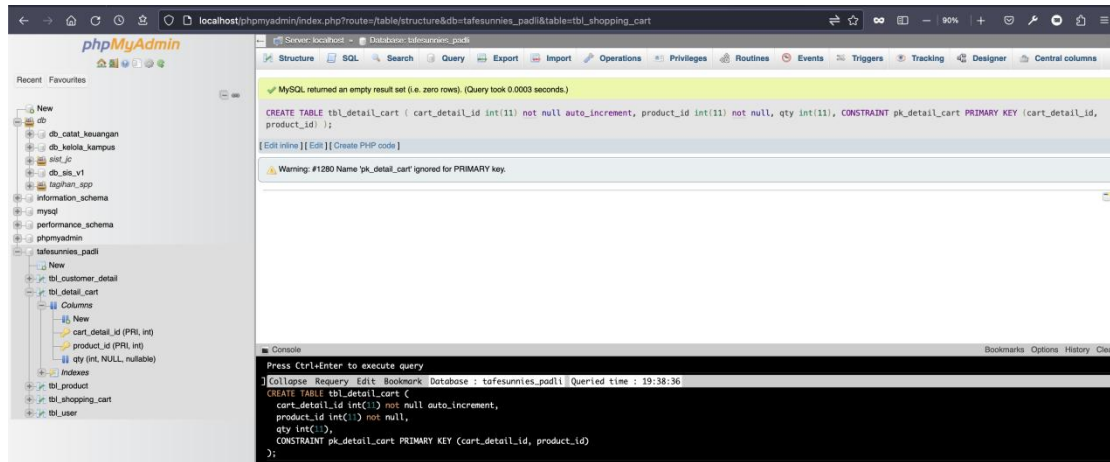 localhost/phpmyadmin/index.php?route=/table/structure&db=tafesunnies_padli&table=tbl_shopping_cart
90%
phpMyAdmin
Recent Favourites
New
db
db_catat_keuangan
db_kelola_kampus
sist_jc
db_sis_v1
tagihan_spp
information_schema
mysql
performance_schema
phpmyadmin
tafesunnies_padli
New
tbl_customer_detail
tbl_detail_cart
Columns
New
cart_detail_id (PRI, int)
product_id (PRI, int)
qty (int, NULL, nullable)
Indexes
tbl_product
tbl_shopping_cart
tbl_user
Server: localhost » Database: tafesunnies_padli
Structure SQL Search Query Export Import Operations Privileges Routines Events Triggers Tracking Designer Central columns
MySQL returned an empty result set (i.e. zero rows). (Query took 0.0003 seconds.)
CREATE TABLE tbl_detail_cart ( cart_detail_id int(11) not null auto_increment, product_id int(11) not null, qty int(11), CONSTRAINT pk_detail_cart PRIMARY KEY (cart_detail_id,
product_id) );
[ Edit inline ] [ Edit ] [ Create PHP code ]
Warning: #1280 Name 'pk_detail_cart' ignored for PRIMARY key.
Console Bookmarks Options History Clea
Press Ctrl+Enter to execute query
Collapse Requery Edit Bookmark Database : tafesunnies_padli Queried time : 19:38:36
CREATE TABLE tbl_detail_cart (
cart_detail_id int(11) not null auto_increment,
product_id int(11) not null,
qty int(11),
CONSTRAINT pk_detail_cart PRIMARY KEY (cart_detail_id, product_id)
);